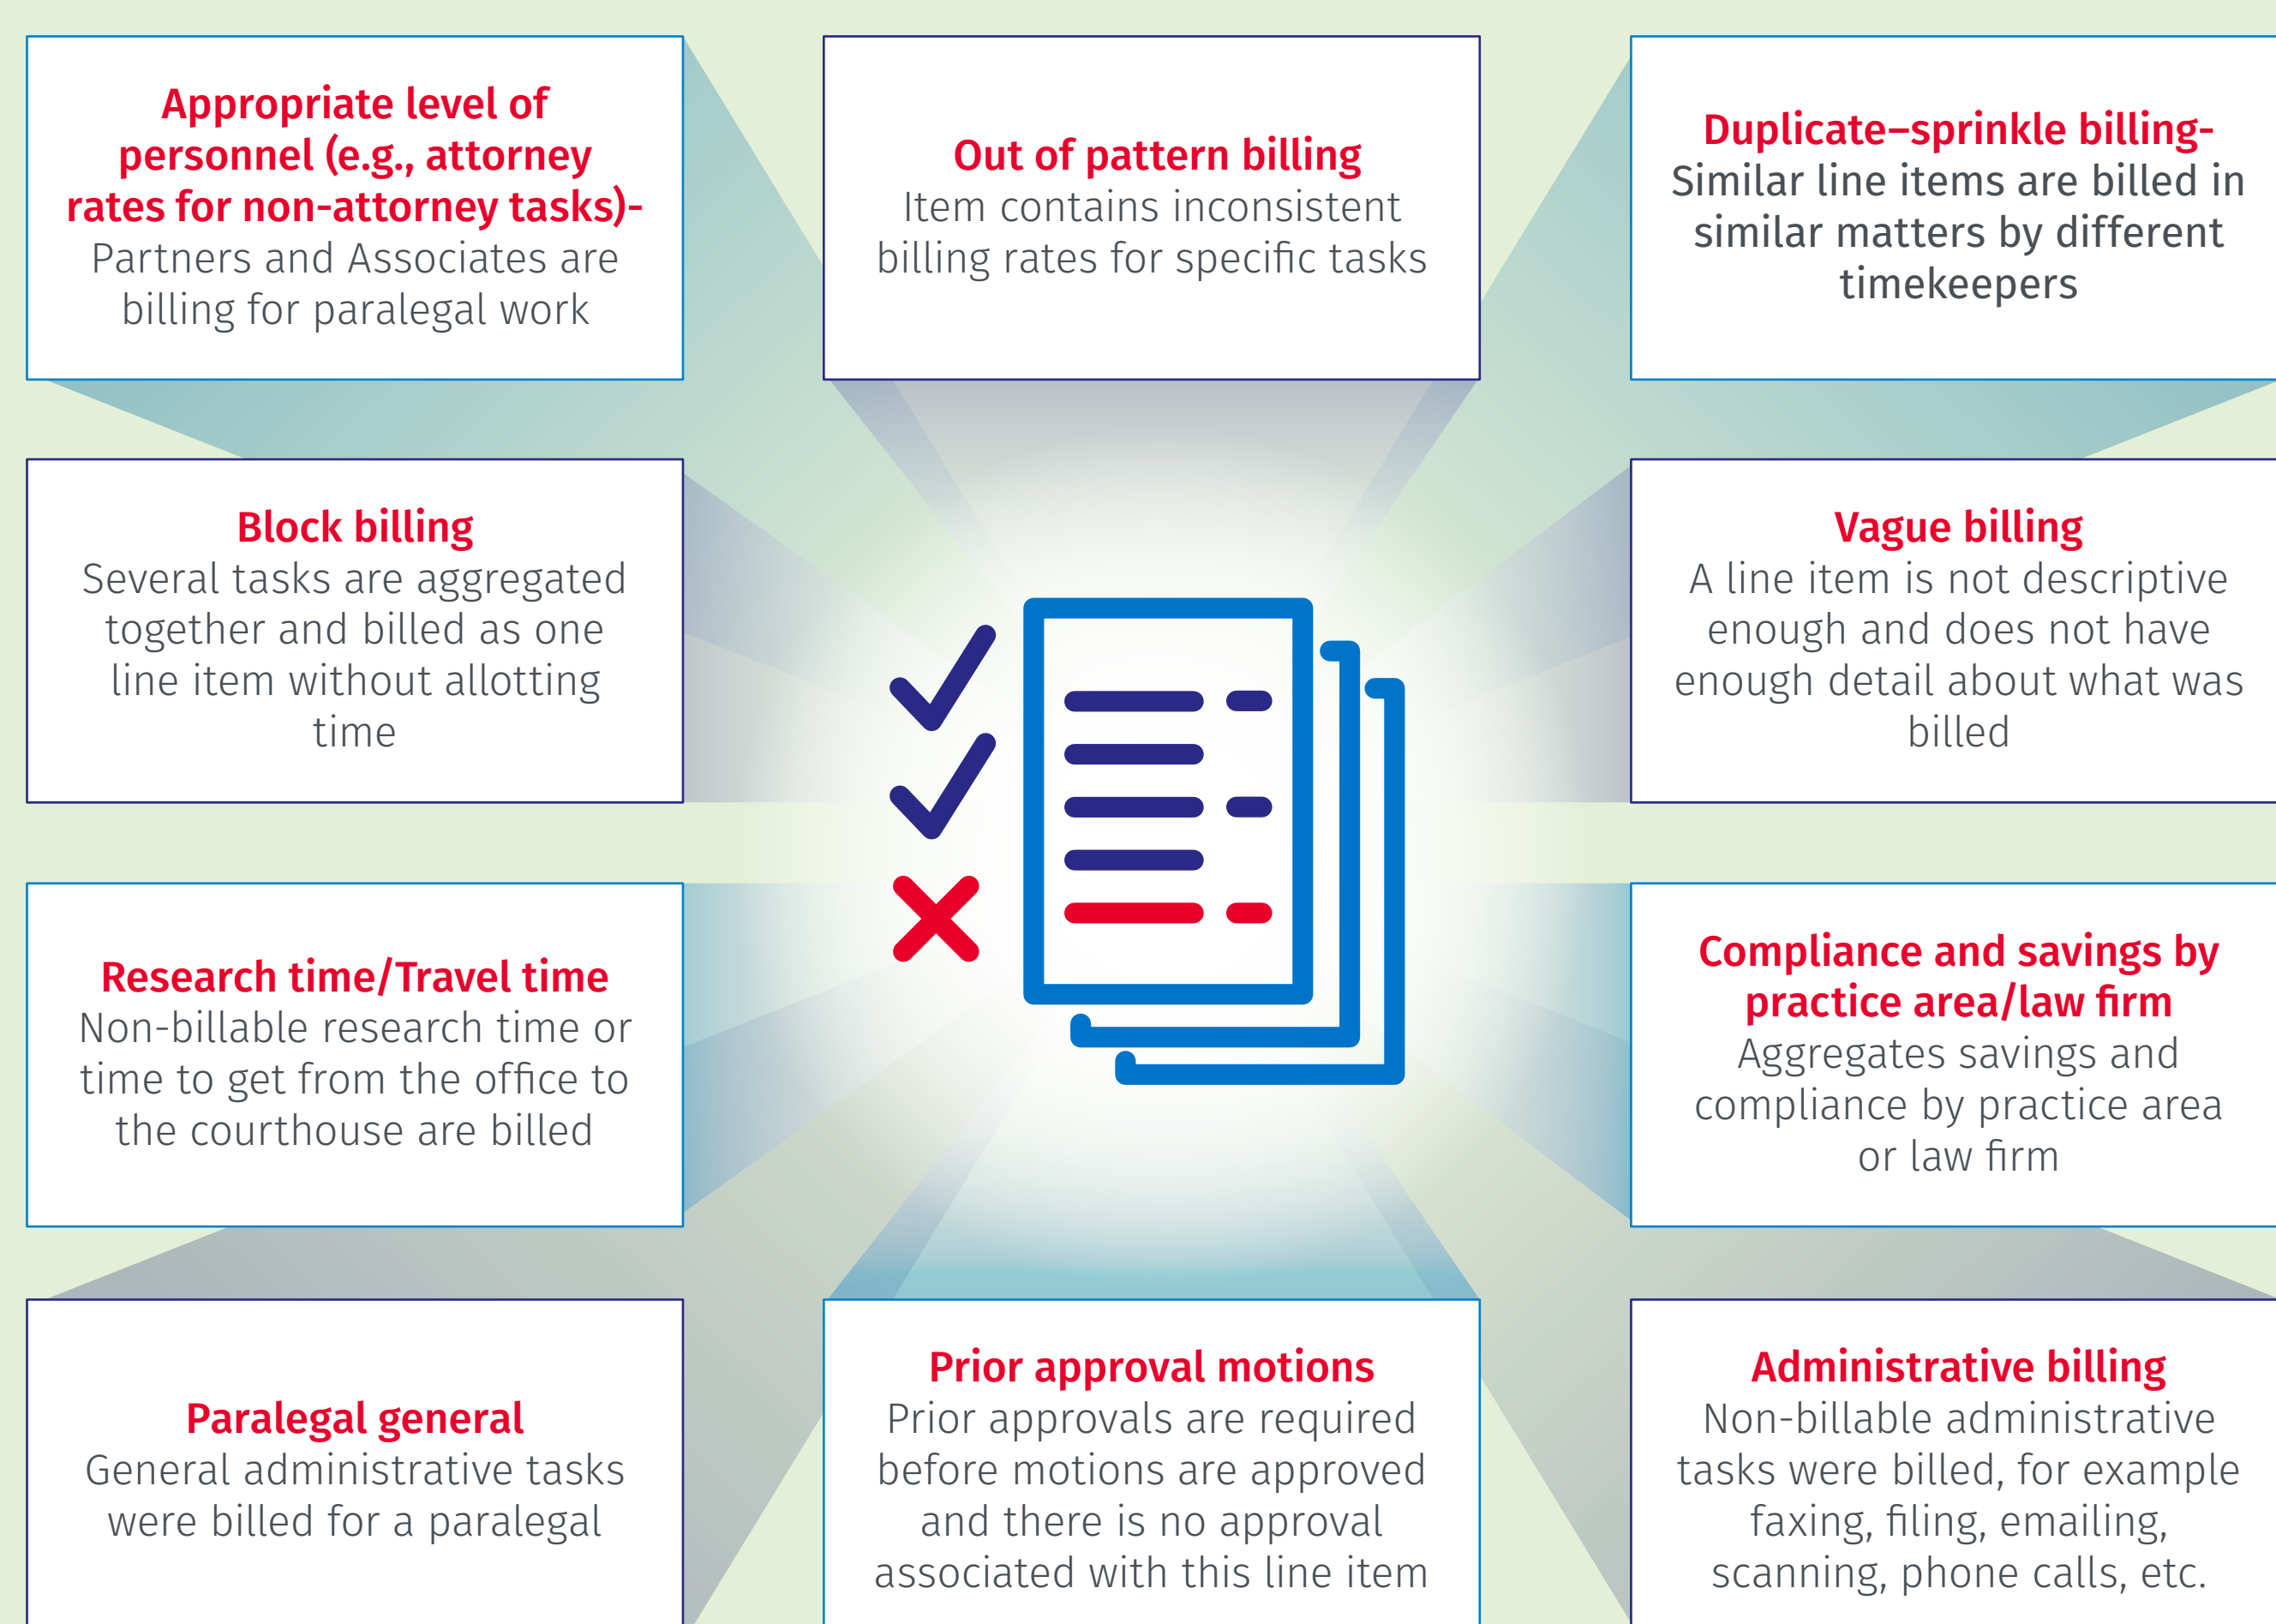 Appropriate level of
personnel (e.g., attorney
rates for non-attorney tasks)-
Partners and Associates are
billing for paralegal work
Out of pattern billing
Item contains inconsistent
billing rates for specific tasks
Duplicate–sprinkle billing-
Similar line items are billed in
similar matters by different
timekeepers
Block billing
Several tasks are aggregated
together and billed as one
line item without allotting
time
Vague billing
A line item is not descriptive
enough and does not have
enough detail about what was
billed
Research time/Travel time
Non-billable research time or
time to get from the office to
the courthouse are billed
Compliance and savings by
practice area/law firm
Aggregates savings and
compliance by practice area
or law firm
Paralegal general
General administrative tasks
were billed for a paralegal
Prior approval motions
Prior approvals are required
before motions are approved
and there is no approval
associated with this line item
Administrative billing
Non-billable administrative
tasks were billed, for example
faxing, filing, emailing,
scanning, phone calls, etc.